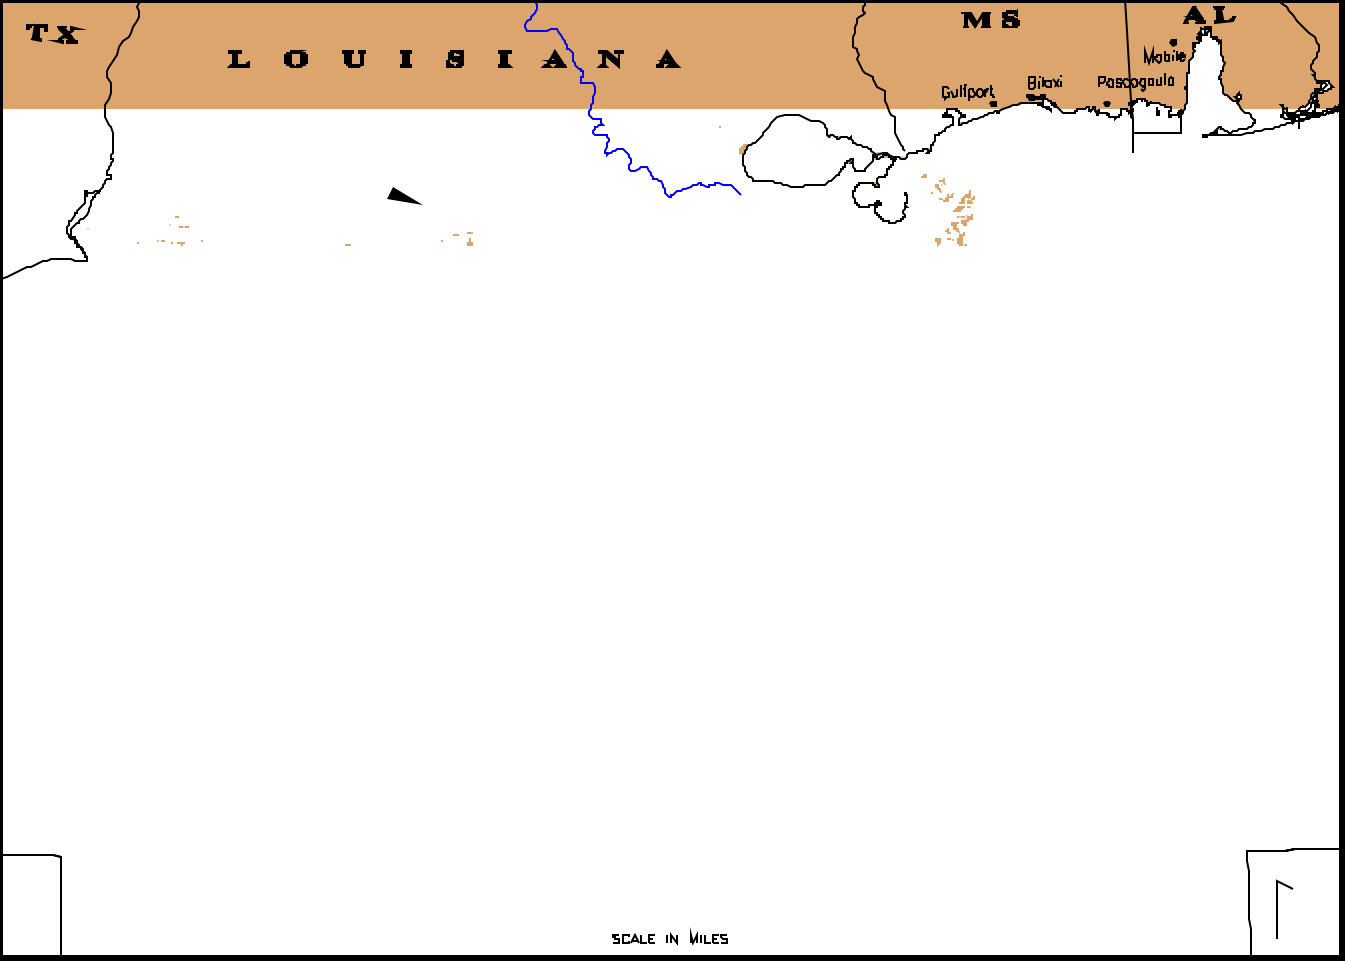 TX
LOUISIANA
MS
AL
Mobile
Gulfport
Biloxi
Pascagoula
SCALE IN MILES